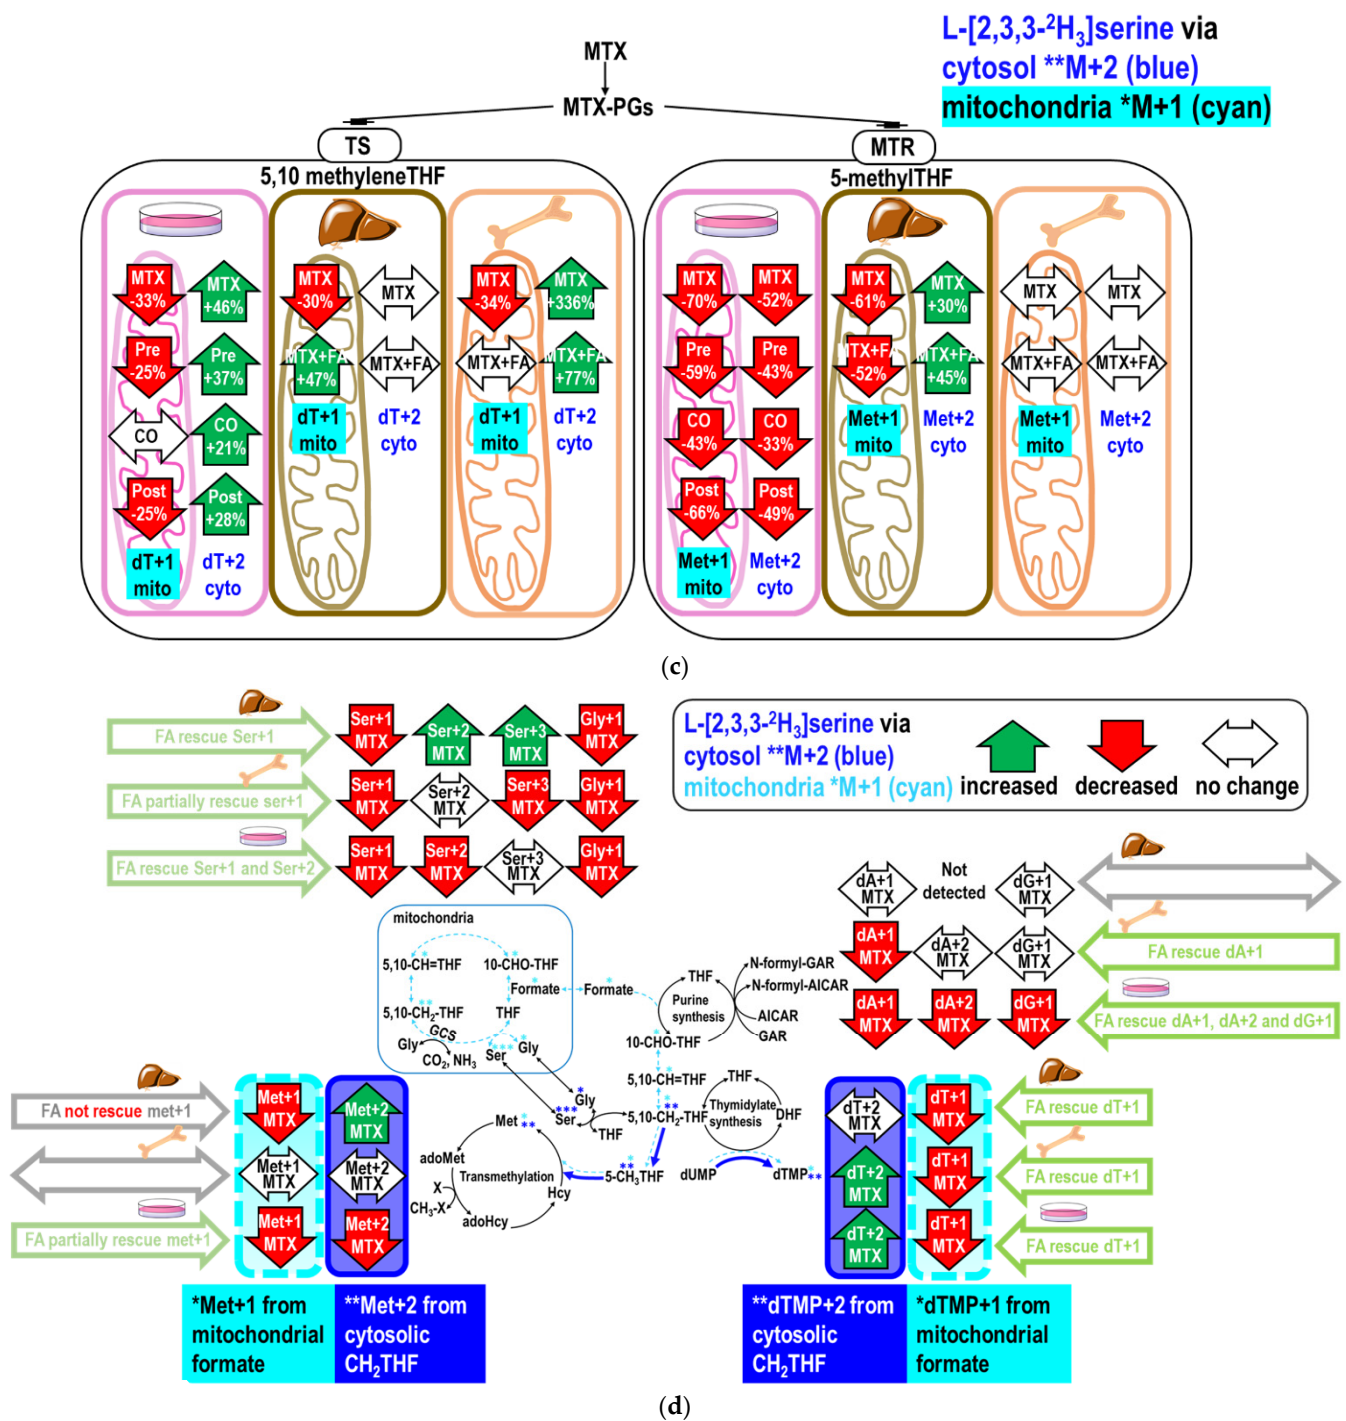 L-[2,3,3-²H₃]serine via
cytosol **M+2 (blue)
mitochondria *M+1 (cyan)
MTX
MTX-PGs
TS
MTR
5,10 methyleneTHF
5-methylTHF
MTX -33%
MTX +46%
MTX -30%
MTX
MTX -34%
MTX +336%
MTX -70%
MTX -52%
MTX -61%
MTX +30%
MTX
MTX
Pre -25%
Pre +37%
MTX+FA +47%
MTX+FA
MTX+FA
MTX+FA +77%
Pre -59%
Pre -43%
MTX+FA -52%
MTX+FA +45%
MTX+FA
MTX+FA
CO
CO +21%
dT+1 mito
dT+2 cyto
dT+1 mito
dT+2 cyto
CO -43%
CO -33%
Met+1 mito
Met+2 cyto
Met+1 mito
Met+2 cyto
Post -25%
Post +28%
Post -66%
Post -49%
dT+1 mito
dT+2 cyto
Met+1 mito
Met+2 cyto
(c)
FA rescue Ser+1
Ser+1 MTX
Ser+2 MTX
Ser+3 MTX
Gly+1 MTX
FA partially rescue ser+1
Ser+1 MTX
Ser+2 MTX
Ser+3 MTX
Gly+1 MTX
FA rescue Ser+1 and Ser+2
Ser+1 MTX
Ser+2 MTX
Ser+3 MTX
Gly+1 MTX
L-[2,3,3-²H₃]serine via
cytosol **M+2 (blue)
mitochondria *M+1 (cyan)
increased
decreased
no change
dA+1 MTX
Not detected
dG+1 MTX
dA+1 MTX
dA+2 MTX
dG+1 MTX
FA rescue dA+1
dA+1 MTX
dA+2 MTX
dG+1 MTX
FA rescue dA+1, dA+2 and dG+1
mitochondria
*
*
5,10-CH=THF
10-CHO-THF
*
*
Formate
Formate
**
5,10-CH₂-THF
THF
GCS
Gly
CO₂, NH₃
***
Ser
*
Gly
THF
Purine synthesis
N-formyl-GAR
N-formyl-AICAR
AICAR
GAR
*
10-CHO-THF
*
5,10-CH=THF
*
**
5,10-CH₂-THF
*
Gly
***
Ser
THF
THF
Thymidylate synthesis
DHF
dUMP
*
dTMP**
*
**
5-CH₃THF
Met
*
**
adoMet
X
CH₃-X
Transmethylation
Hcy
adoHcy
FA not rescue met+1
Met+1 MTX
Met+2 MTX
Met+1 MTX
Met+2 MTX
FA partially rescue met+1
Met+1 MTX
Met+2 MTX
dT+2 MTX
dT+1 MTX
FA rescue dT+1
dT+2 MTX
dT+1 MTX
FA rescue dT+1
dT+2 MTX
dT+1 MTX
FA rescue dT+1
*Met+1 from
mitochondrial
formate
**Met+2 from
cytosolic
CH₂THF
**dTMP+2 from
cytosolic
CH₂THF
*dTMP+1 from
mitochondrial
formate
(d)